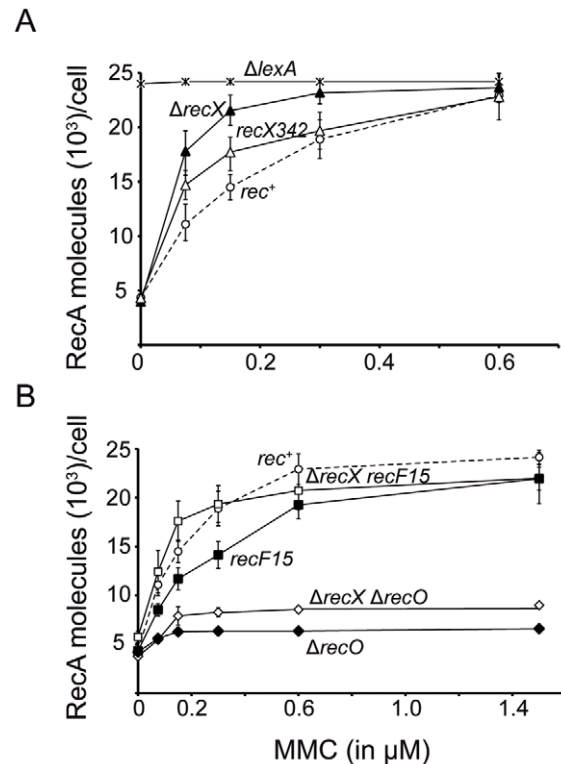 A
RecA molecules (10³)/cell
25
20
15
10
5
ΔlexA
ΔrecX
recX342
rec⁺
0
0.2
0.4
0.6
B
RecA molecules (10³)/cell
25
20
15
10
5
rec⁺
ΔrecX recF15
recF15
ΔrecX ΔrecO
ΔrecO
0
0.2
0.6
1.0
1.4
MMC (in µM)